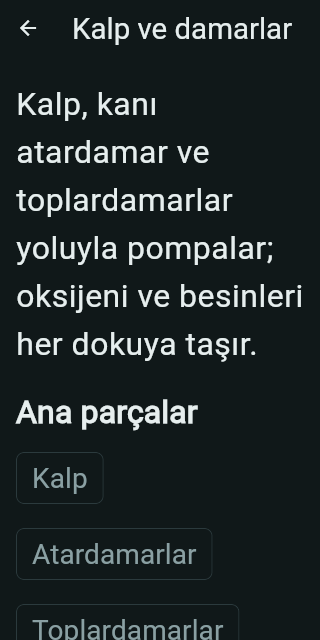 Kalp ve damarlar
Kalp, kanı
atardamar ve
toplardamarlar
yoluyla pompalar;
oksijeni ve besinleri
her dokuya taşır.
Ana parçalar
Kalp
Atardamarlar
Toplardamarlar